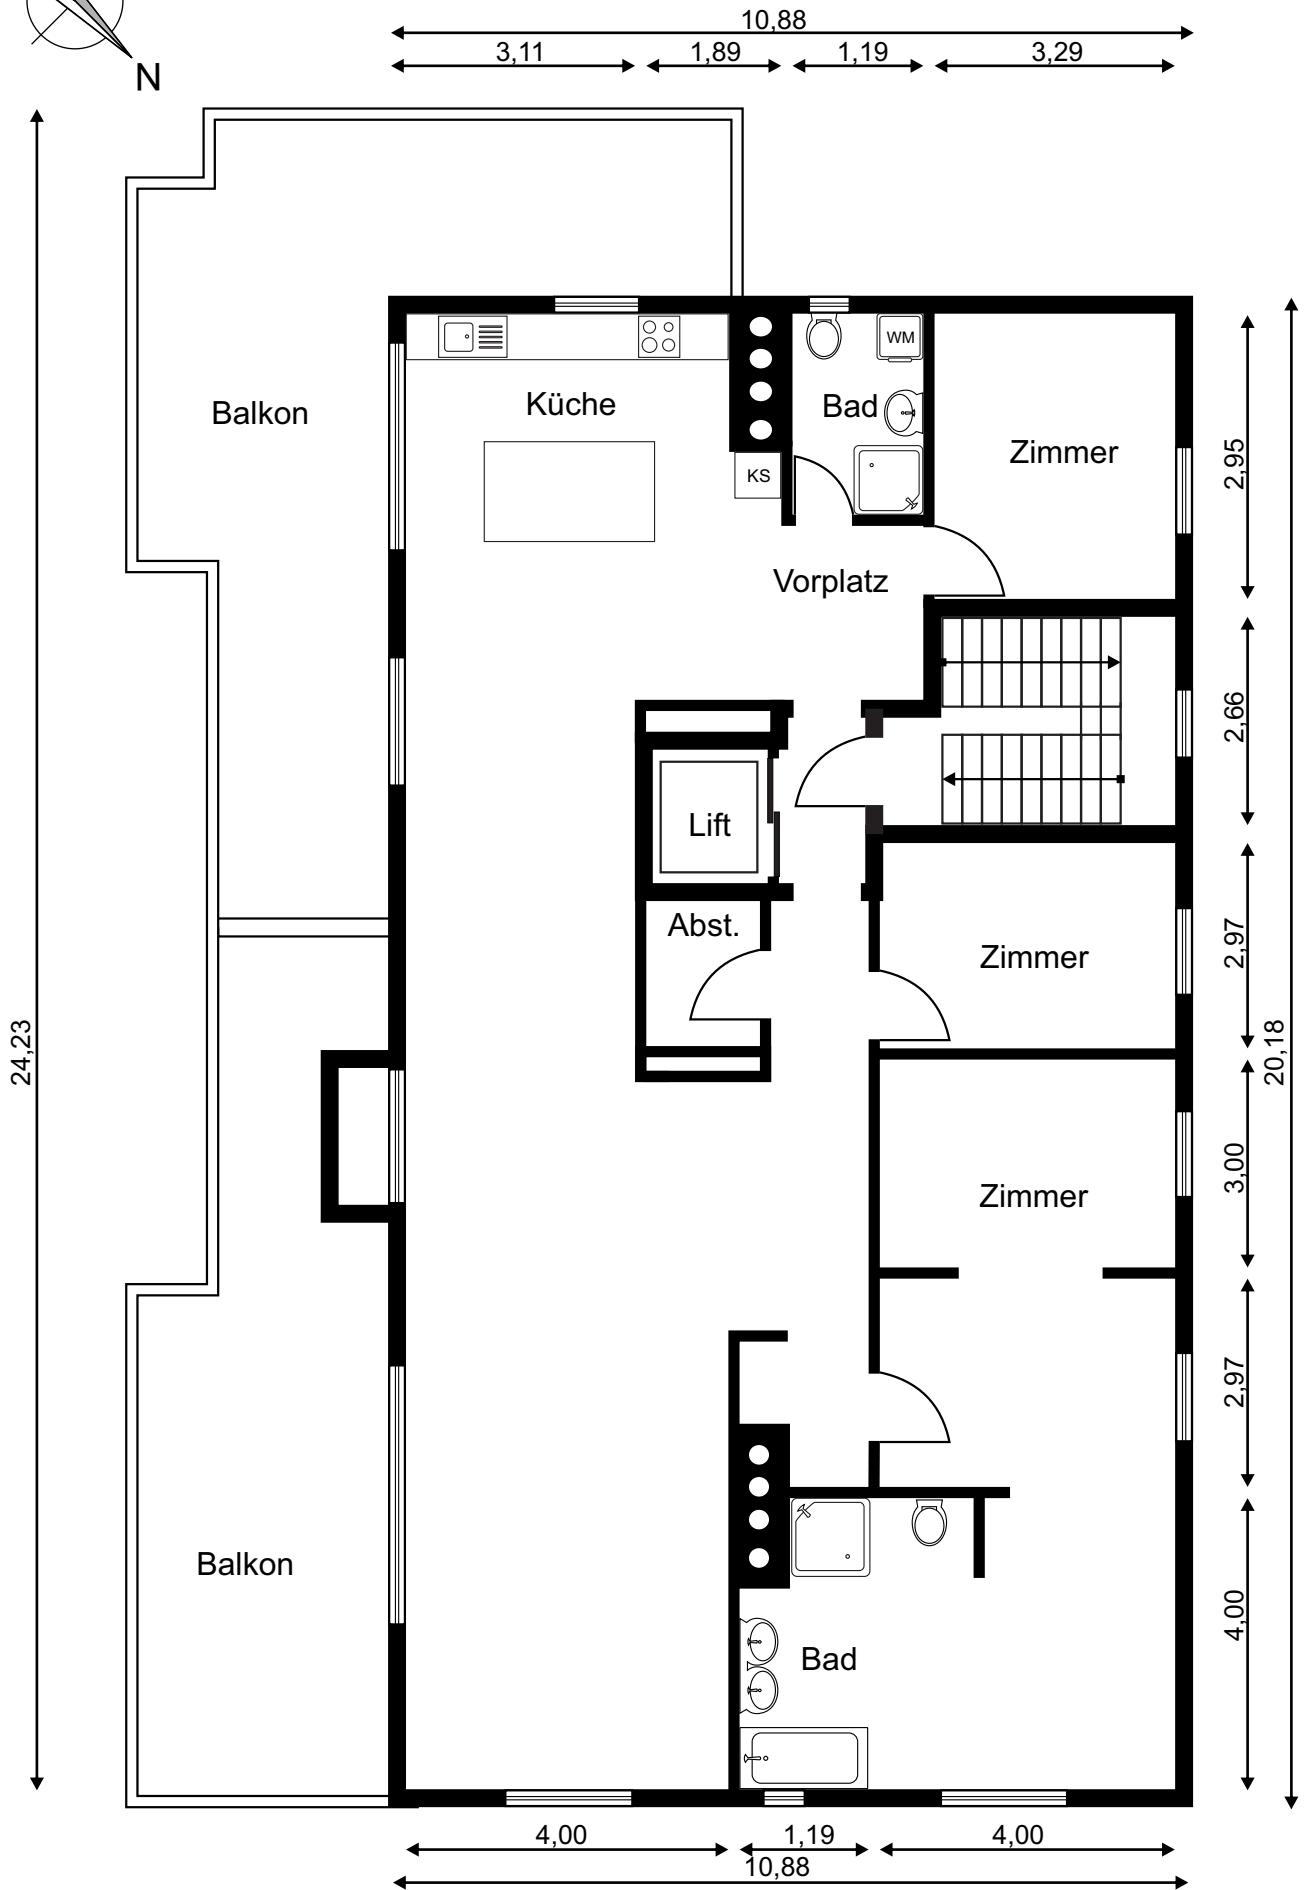 N
10,88
3,11
1,89
1,19
3,29
WM
Balkon
Küche
Bad
Zimmer
2,95
KS
Vorplatz
2,66
Lift
Abst.
Zimmer
2,97
24,23
20,18
Zimmer
3,00
2,97
Balkon
Bad
4,00
4,00
1,19
4,00
10,88